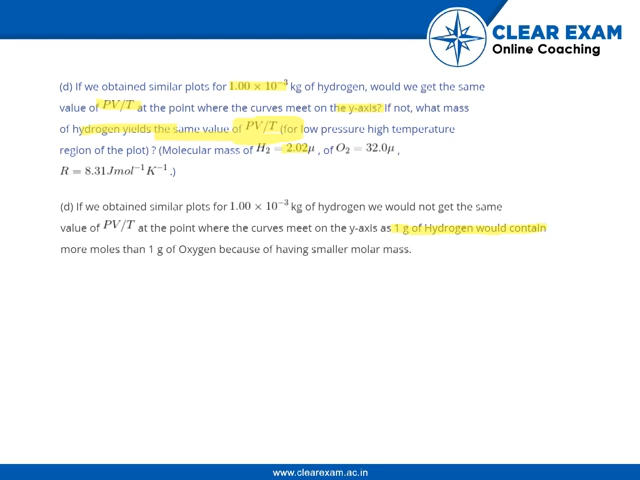 CLEAR EXAM
Online Coaching
(d) If we obtained similar plots for 1.00 × 10⁻³ kg of hydrogen, would we get the same
value of PV/T at the point where the curves meet on the y-axis? If not, what mass
of hydrogen yields the same value of PV/T (for low pressure high temperature
region of the plot) ? (Molecular mass of H₂ = 2.02μ, of O₂ = 32.0μ ,
R = 8.31Jmol⁻¹K⁻¹.)
(d) If we obtained similar plots for 1.00 × 10⁻³ kg of hydrogen we would not get the same
value of PV/T at the point where the curves meet on the y-axis as 1 g of Hydrogen would contain
more moles than 1 g of Oxygen because of having smaller molar mass.
www.clearexam.ac.in